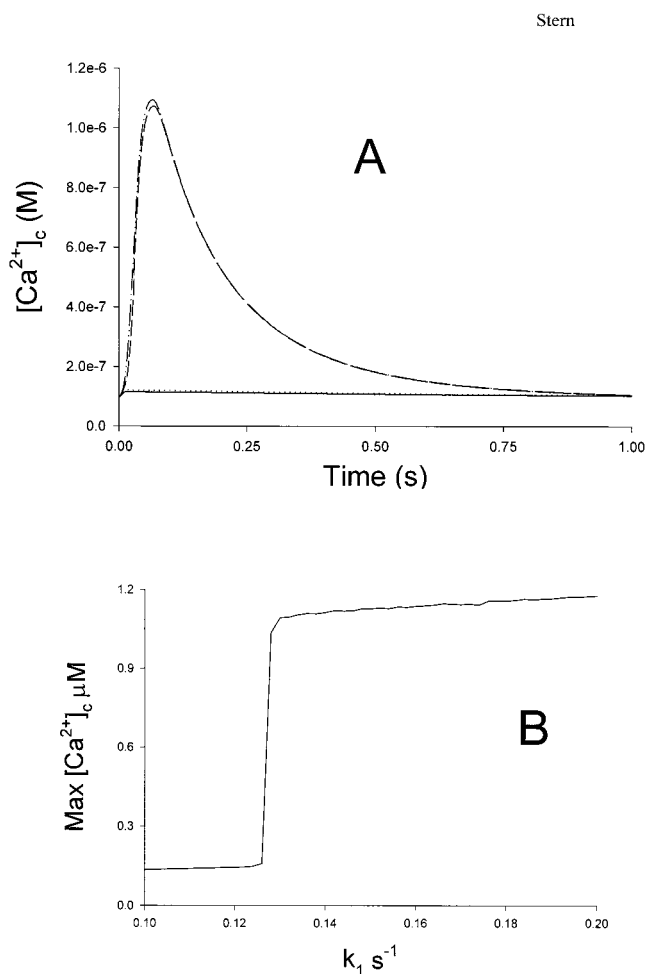 Stern
1.2e-6
1.0e-6
8.0e-7
6.0e-7
4.0e-7
2.0e-7
0.0
[Ca²⁺]c (M)
A
0.00 0.25 0.50 0.75 1.00
Time (s)
1.2
0.9
0.6
0.3
0.0
Max [Ca²⁺]c μM
B
0.10 0.12 0.14 0.16 0.18 0.20
k₁ s⁻¹